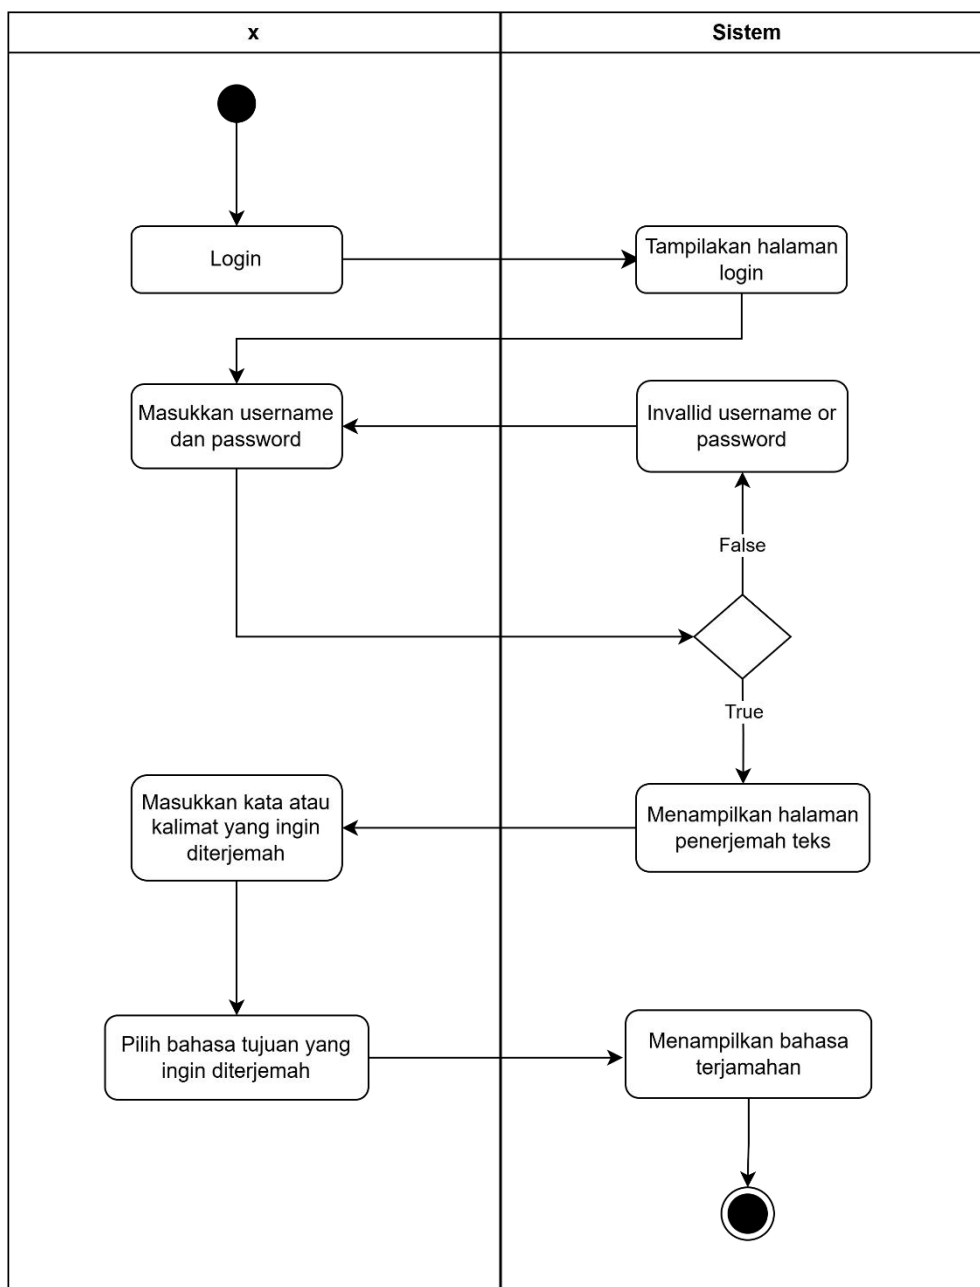 x
Sistem
Login
Tampilakan halaman
login
Masukkan username
dan password
Invallid username or
password
False
True
Masukkan kata atau
kalimat yang ingin
diterjemah
Menampilkan halaman
penerjemah teks
Pilih bahasa tujuan yang
ingin diterjemah
Menampilkan bahasa
terjamahan